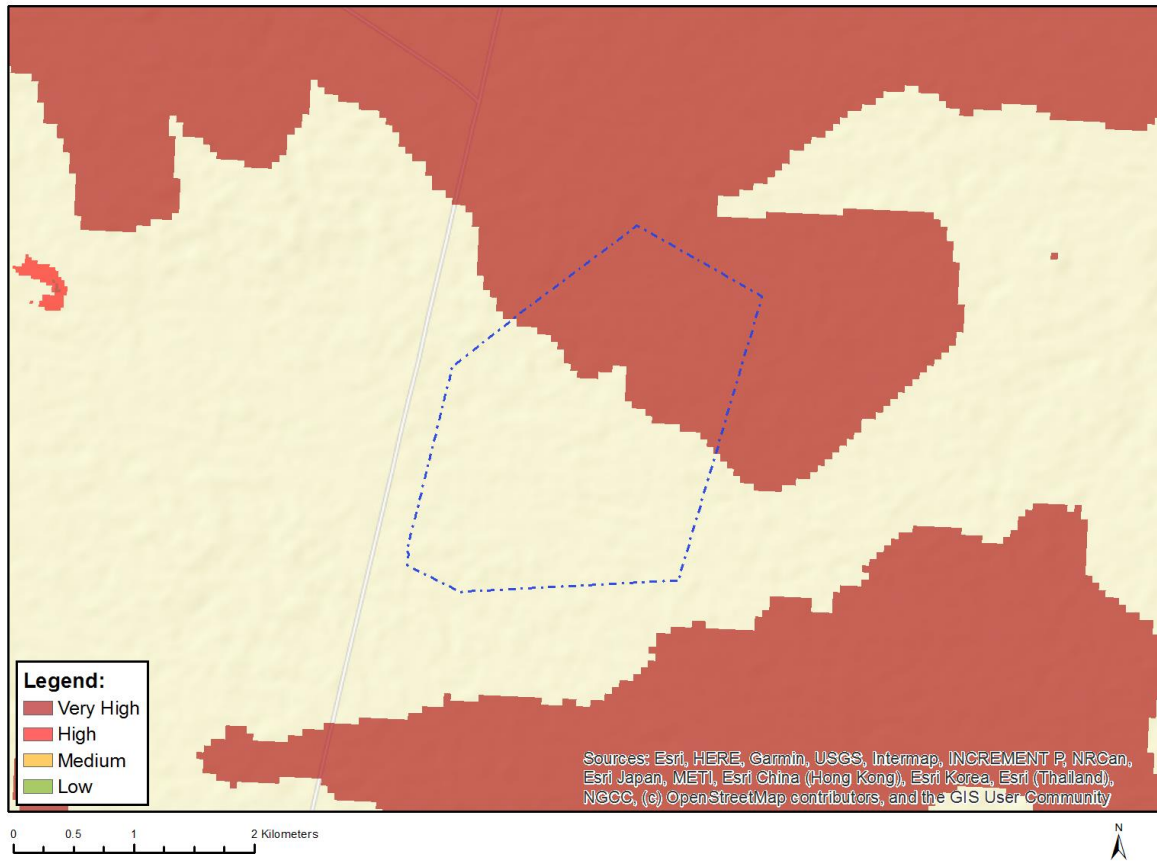 Legend:
Very High
High
Medium
Low
Sources: Esri, HERE, Garmin, USGS, Intermap, INCREMENT P, NRCan,
Esri Japan, METI, Esri China (Hong Kong), Esri Korea, Esri (Thailand),
NGCC, (c) OpenStreetMap contributors, and the GIS User Community
0 0.5 1 2 Kilometers
N